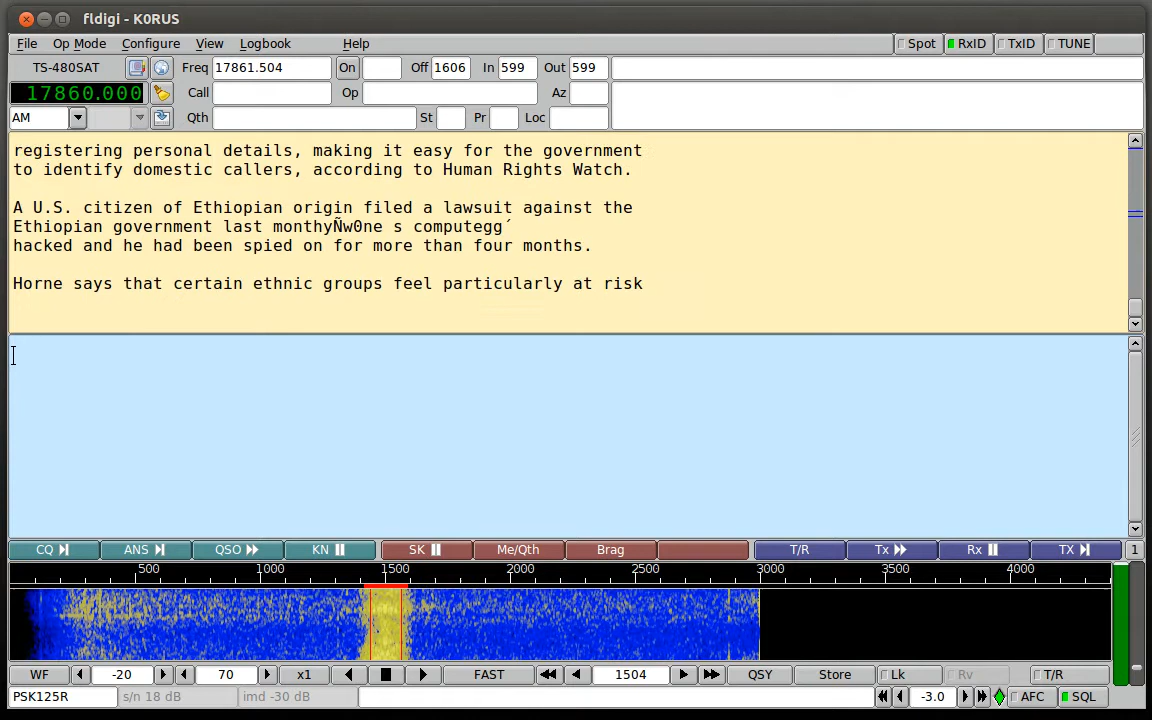 fldigi - K0RUS
File Op Mode Configure View Logbook Help Spot RxID TxID TUNE
TS-480SAT Freq 17861.504 On Off 1606 In 599 Out 599
17860.000 Call Op Az
AM Qth St Pr Loc
registering personal details, making it easy for the government
to identify domestic callers, according to Human Rights Watch.
A U.S. citizen of Ethiopian origin filed a lawsuit against the
Ethiopian government last monthyÑw0ne s computegg´
hacked and he had been spied on for more than four months.
Horne says that certain ethnic groups feel particularly at risk
CQ ANS QSO KN SK Me/Qth Brag T/R Tx Rx TX 1
500 1000 1500 2000 2500 3000 3500 4000
WF -20 70 x1 FAST 1504 QSY Store Lk Rv T/R
PSK125R s/n 18 dB imd -30 dB -3.0 AFC SQL